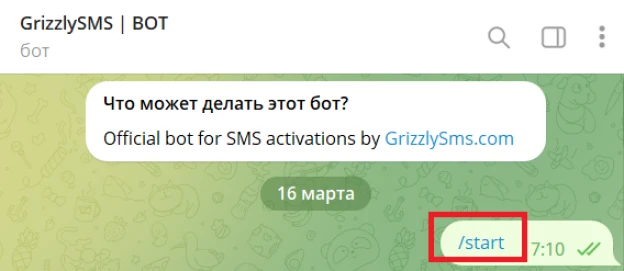 GrizzlySMS | BOT
бот
Что может делать этот бот?
Official bot for SMS activations by GrizzlySms.com
16 марта
/start 7:10